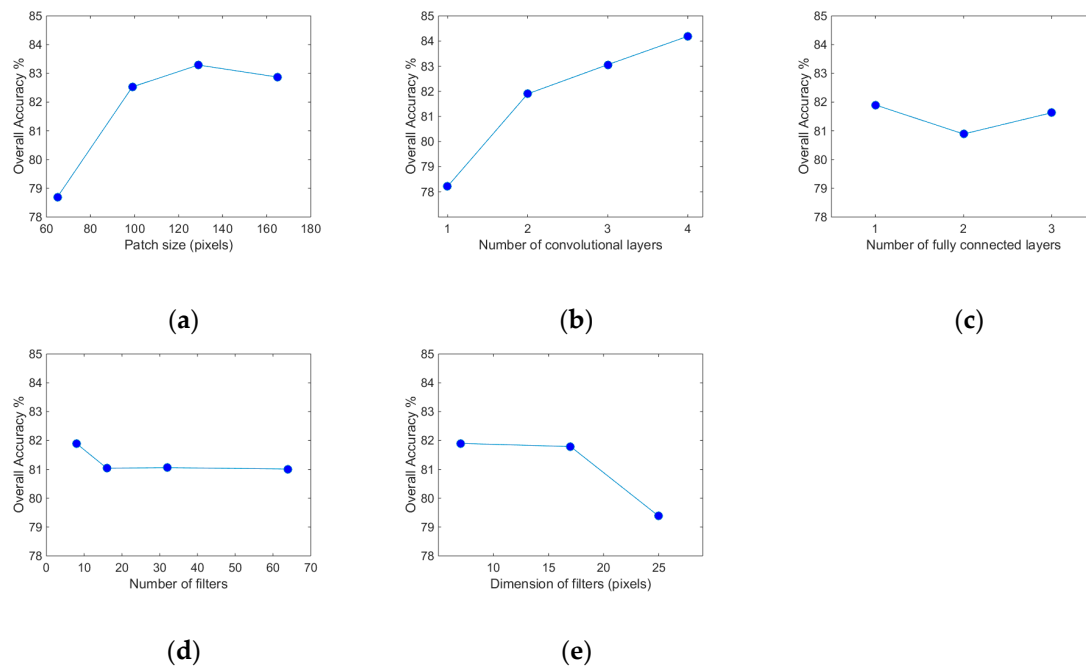 85
84
83
82
81
80
79
78
60 80 100 120 140 160 180
Overall Accuracy %
Patch size (pixels)
(a)
85
84
83
82
81
80
79
78
1 2 3 4
Overall Accuracy %
Number of convolutional layers
(b)
85
84
83
82
81
80
79
78
1 2 3
Overall Accuracy %
Number of fully connected layers
(c)
85
84
83
82
81
80
79
78
0 10 20 30 40 50 60 70
Overall Accuracy %
Number of filters
(d)
85
84
83
82
81
80
79
78
10 15 20 25
Overall Accuracy %
Dimension of filters (pixels)
(e)